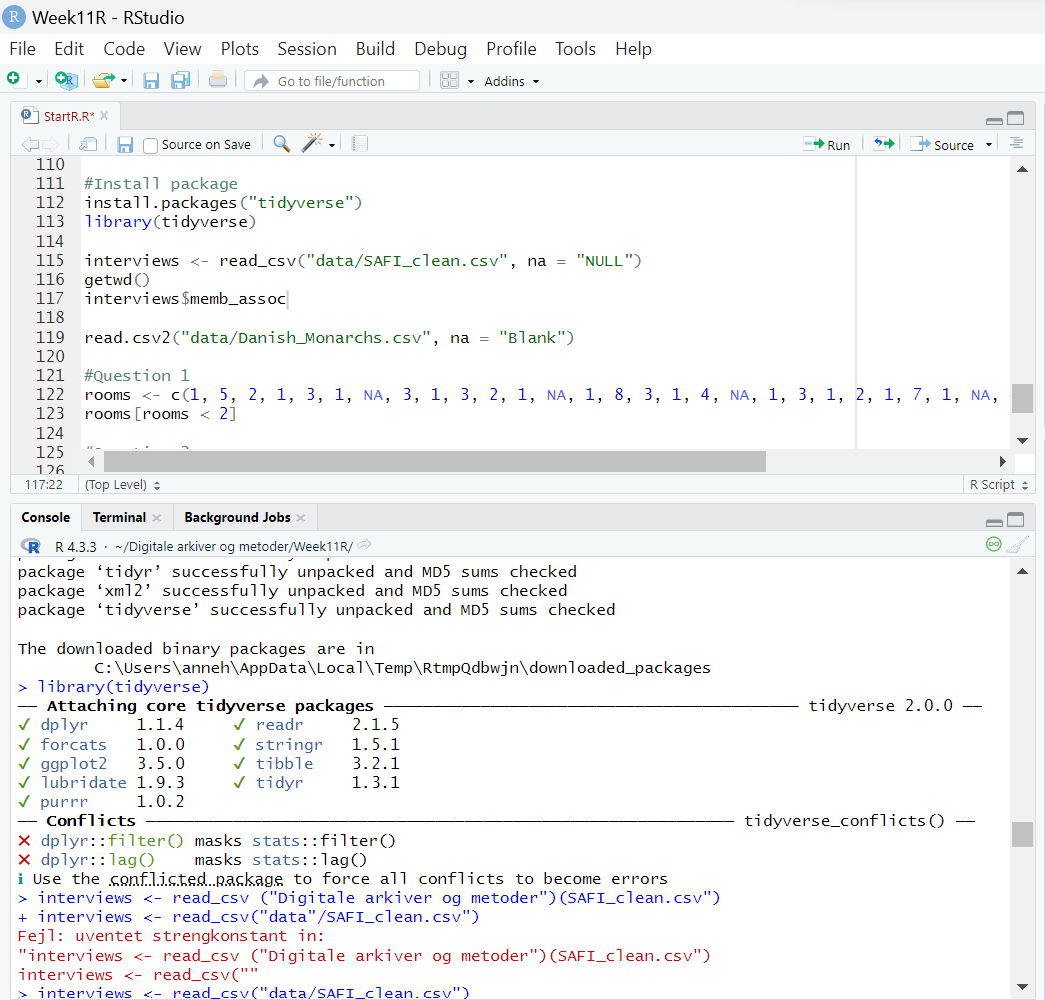 Week11R - RStudio
File Edit Code View Plots Session Build Debug Profile Tools Help
Go to file/function Addins
StartR.R*
Source on Save Run Source
110
111 #Install package
112 install.packages("tidyverse")
113 library(tidyverse)
114
115 interviews <- read_csv("data/SAFI_clean.csv", na = "NULL")
116 getwd()
117 interviews$memb_assoc
118
119 read.csv2("data/Danish_Monarchs.csv", na = "Blank")
120
121 #Question 1
122 rooms <- c(1, 5, 2, 1, 3, 1, NA, 3, 1, 3, 2, 1, NA, 1, 8, 3, 1, 4, NA, 1, 3, 1, 2, 1, 7, 1, NA,
123 rooms[rooms < 2]
124
125
126
117:22 (Top Level) R Script
Console Terminal Background Jobs
R 4.3.3 · ~/Digitale arkiver og metoder/Week11R/
package ‘tidyr’ successfully unpacked and MD5 sums checked
package ‘xml2’ successfully unpacked and MD5 sums checked
package ‘tidyverse’ successfully unpacked and MD5 sums checked
The downloaded binary packages are in
C:\Users\anneh\AppData\Local\Temp\RtmpQdbwjn\downloaded_packages
> library(tidyverse)
── Attaching core tidyverse packages ── tidyverse 2.0.0 ──
✔ dplyr 1.1.4 ✔ readr 2.1.5
✔ forcats 1.0.0 ✔ stringr 1.5.1
✔ ggplot2 3.5.0 ✔ tibble 3.2.1
✔ lubridate 1.9.3 ✔ tidyr 1.3.1
✔ purrr 1.0.2
── Conflicts ── tidyverse_conflicts() ──
✖ dplyr::filter() masks stats::filter()
✖ dplyr::lag() masks stats::lag()
ℹ Use the conflicted package to force all conflicts to become errors
> interviews <- read_csv ("Digitale arkiver og metoder")(SAFI_clean.csv")
+ interviews <- read_csv("data"/SAFI_clean.csv")
Fejl: uventet strengkonstant in:
"interviews <- read_csv ("Digitale arkiver og metoder")(SAFI_clean.csv")
interviews <- read_csv(""
> interviews <- read_csv("data/SAFI_clean.csv")